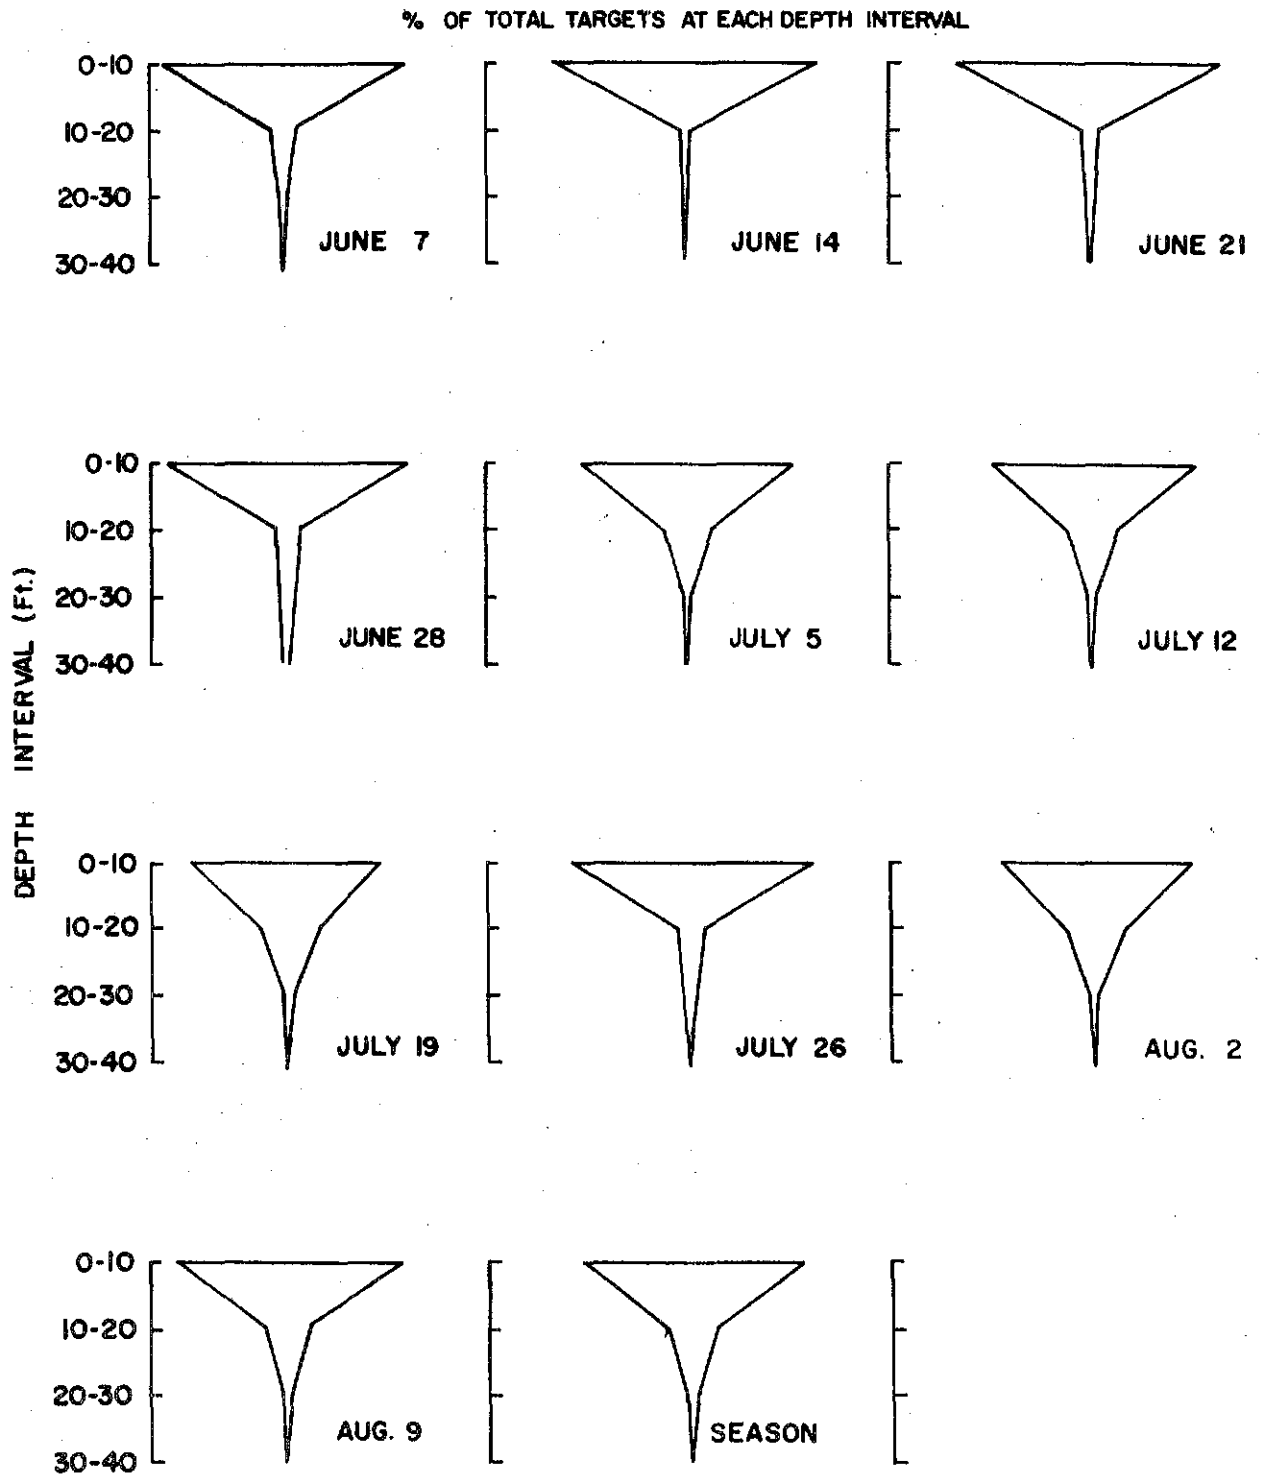 % OF TOTAL TARGETS AT EACH DEPTH INTERVAL
0-10
10-20
20-30
30-40
JUNE 7
JUNE 14
JUNE 21
DEPTH INTERVAL (Ft.)
0-10
10-20
20-30
30-40
JUNE 28
JULY 5
JULY 12
0-10
10-20
20-30
30-40
JULY 19
JULY 26
AUG. 2
0-10
10-20
20-30
30-40
AUG. 9
SEASON